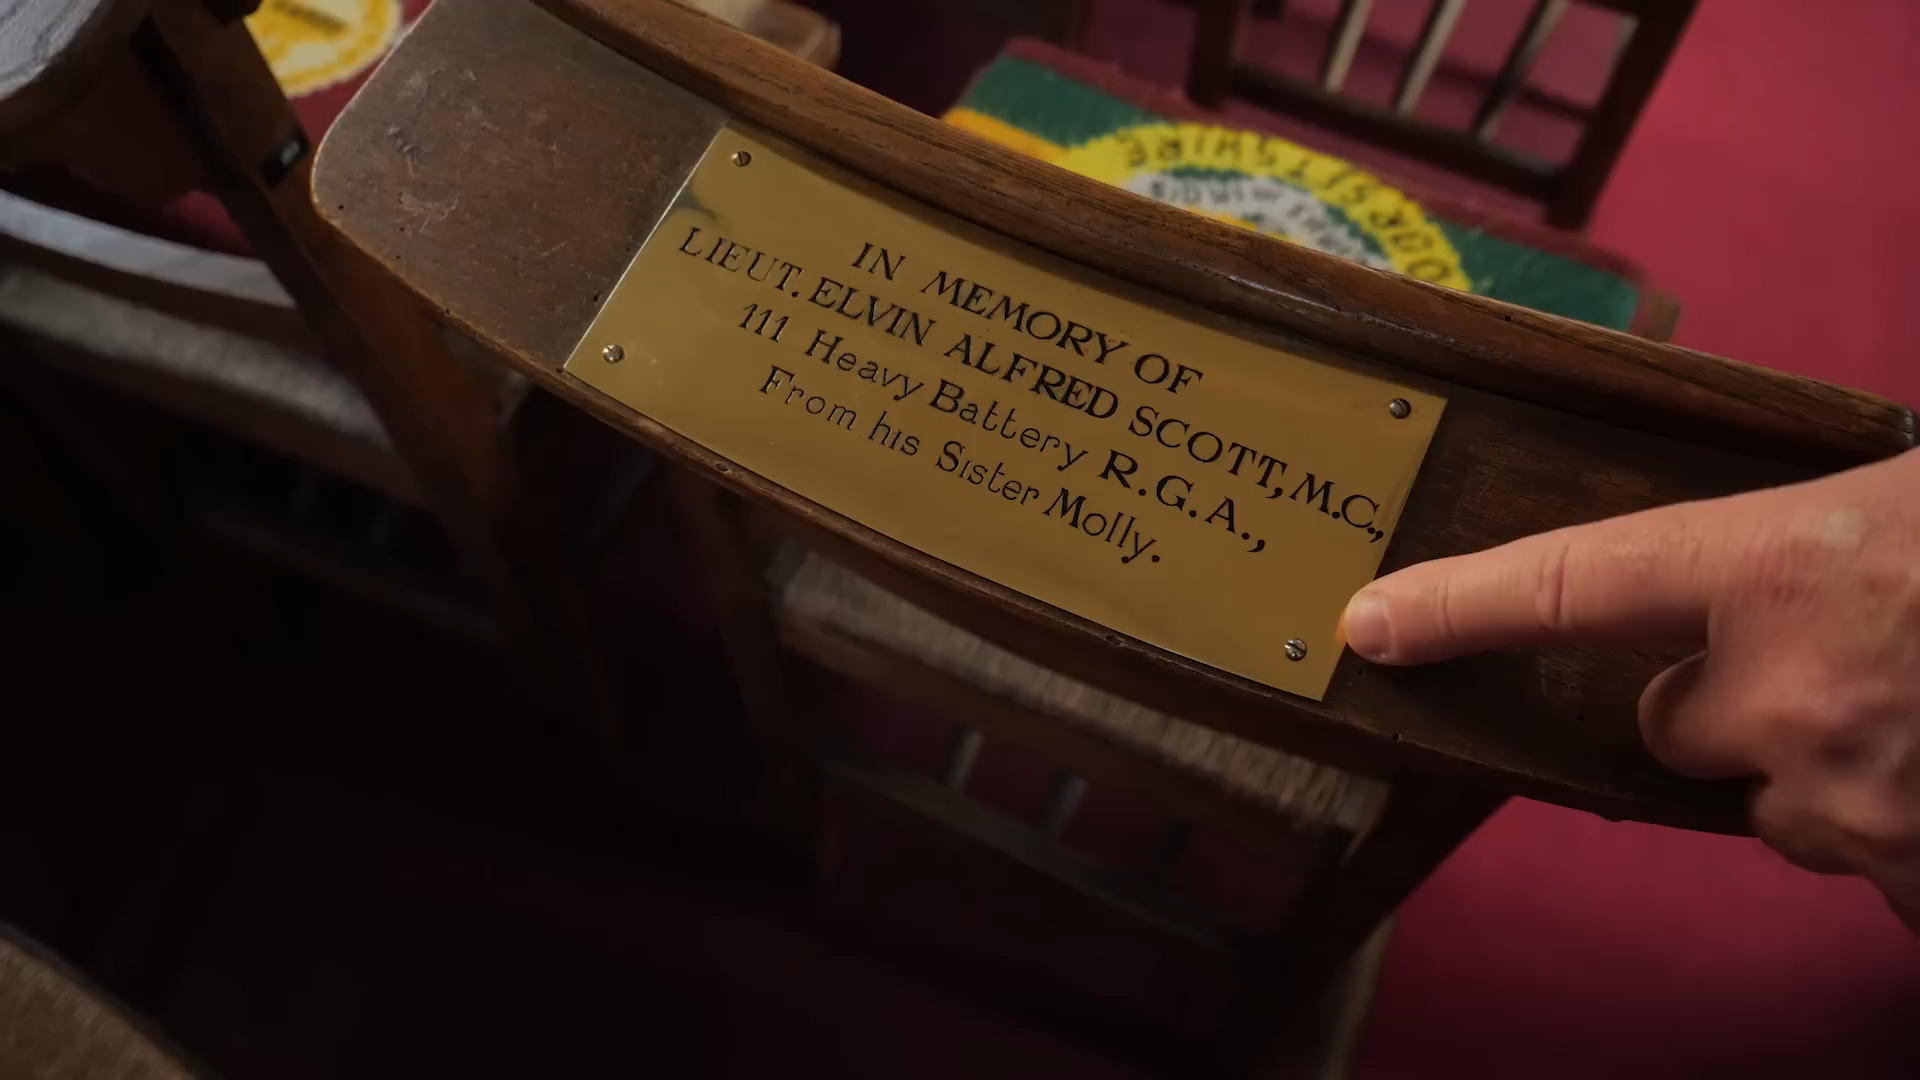 IN MEMORY OF
LIEUT. ELVIN ALFRED SCOTT, M.C.,
111 Heavy Battery R.G.A.,
From his Sister Molly.